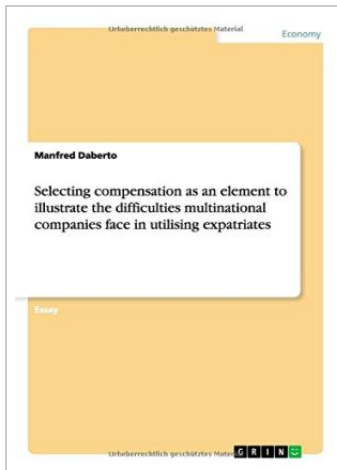 Urheberrechtlich geschütztes Material
Economy
Manfred Daberto
Selecting compensation as an element to
illustrate the difficulties multinational
companies face in utilising expatriates
Essay
Urheberrechtlich geschütztes Mater
GRIN